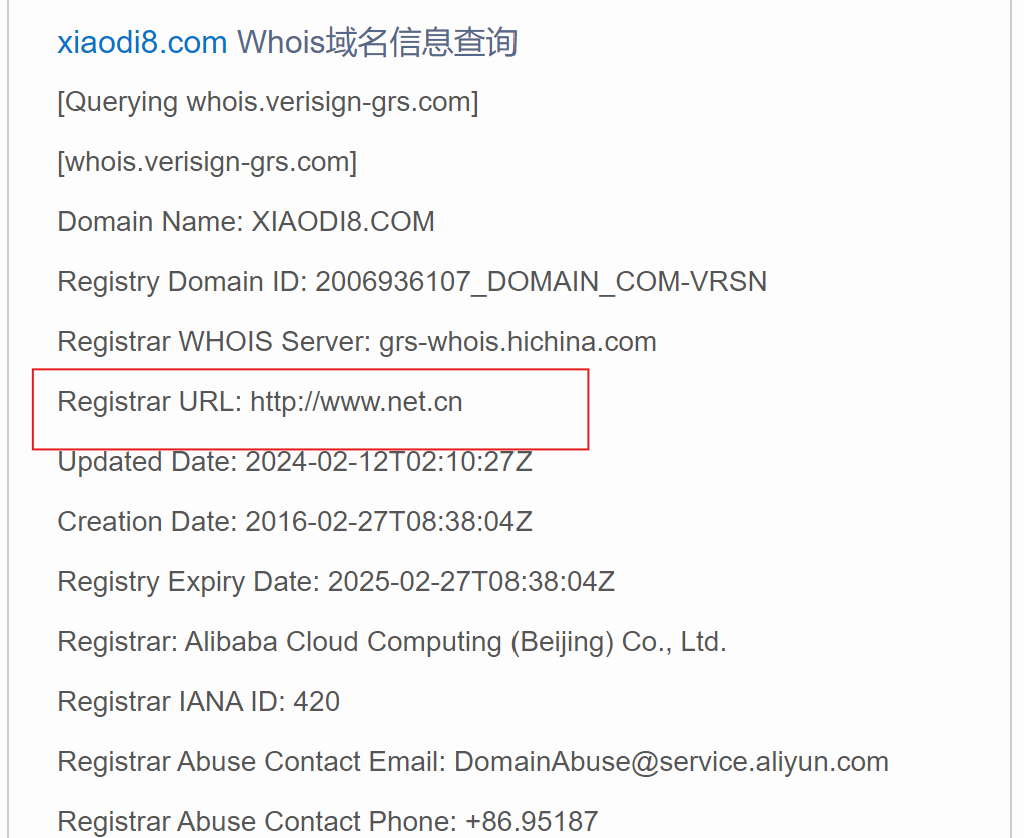 xiaodi8.com Whois域名信息查询
[Querying whois.verisign-grs.com]
[whois.verisign-grs.com]
Domain Name: XIAODI8.COM
Registry Domain ID: 2006936107_DOMAIN_COM-VRSN
Registrar WHOIS Server: grs-whois.hichina.com
Registrar URL: http://www.net.cn
Updated Date: 2024-02-12T02:10:27Z
Creation Date: 2016-02-27T08:38:04Z
Registry Expiry Date: 2025-02-27T08:38:04Z
Registrar: Alibaba Cloud Computing (Beijing) Co., Ltd.
Registrar IANA ID: 420
Registrar Abuse Contact Email: DomainAbuse@service.aliyun.com
Registrar Abuse Contact Phone: +86.95187